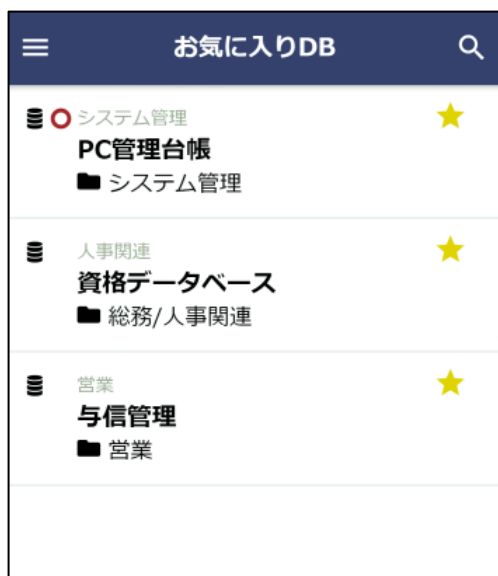 お気に入りDB
システム管理
PC管理台帳
システム管理
人事関連
資格データベース
総務/人事関連
営業
与信管理
営業